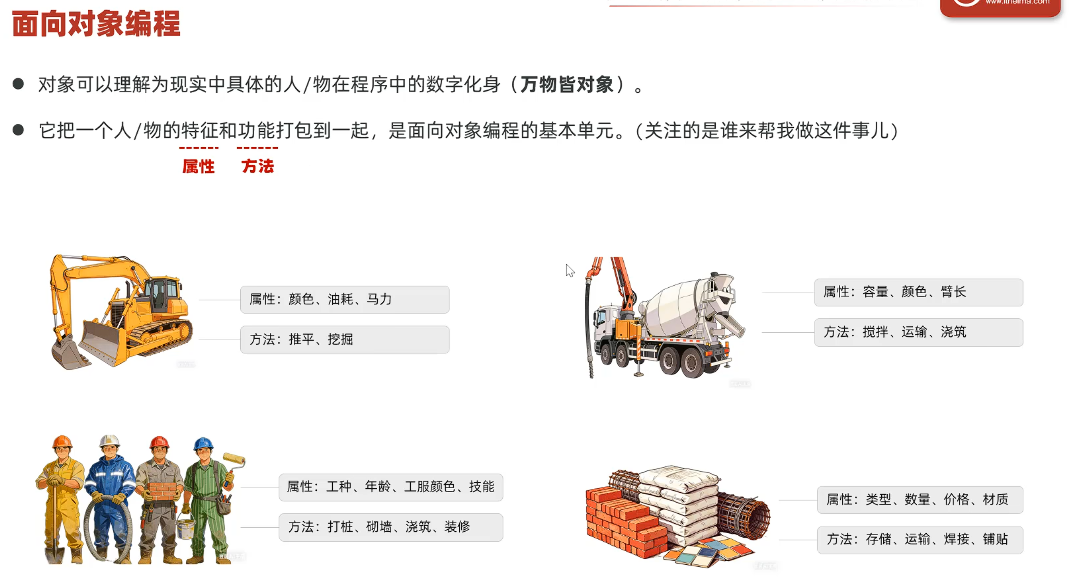 www.itheima.com
面向对象编程
对象可以理解为现实中具体的人/物在程序中的数字化身（万物皆对象）。
它把一个人/物的特征和功能打包到一起，是面向对象编程的基本单元。（关注的是谁来帮我做这件事儿）
属性 方法
属性：颜色、油耗、马力
方法：推平、挖掘
属性：容量、颜色、臂长
方法：搅拌、运输、浇筑
属性：工种、年龄、工服颜色、技能
方法：打桩、砌墙、浇筑、装修
属性：类型、数量、价格、材质
方法：存储、运输、焊接、铺贴